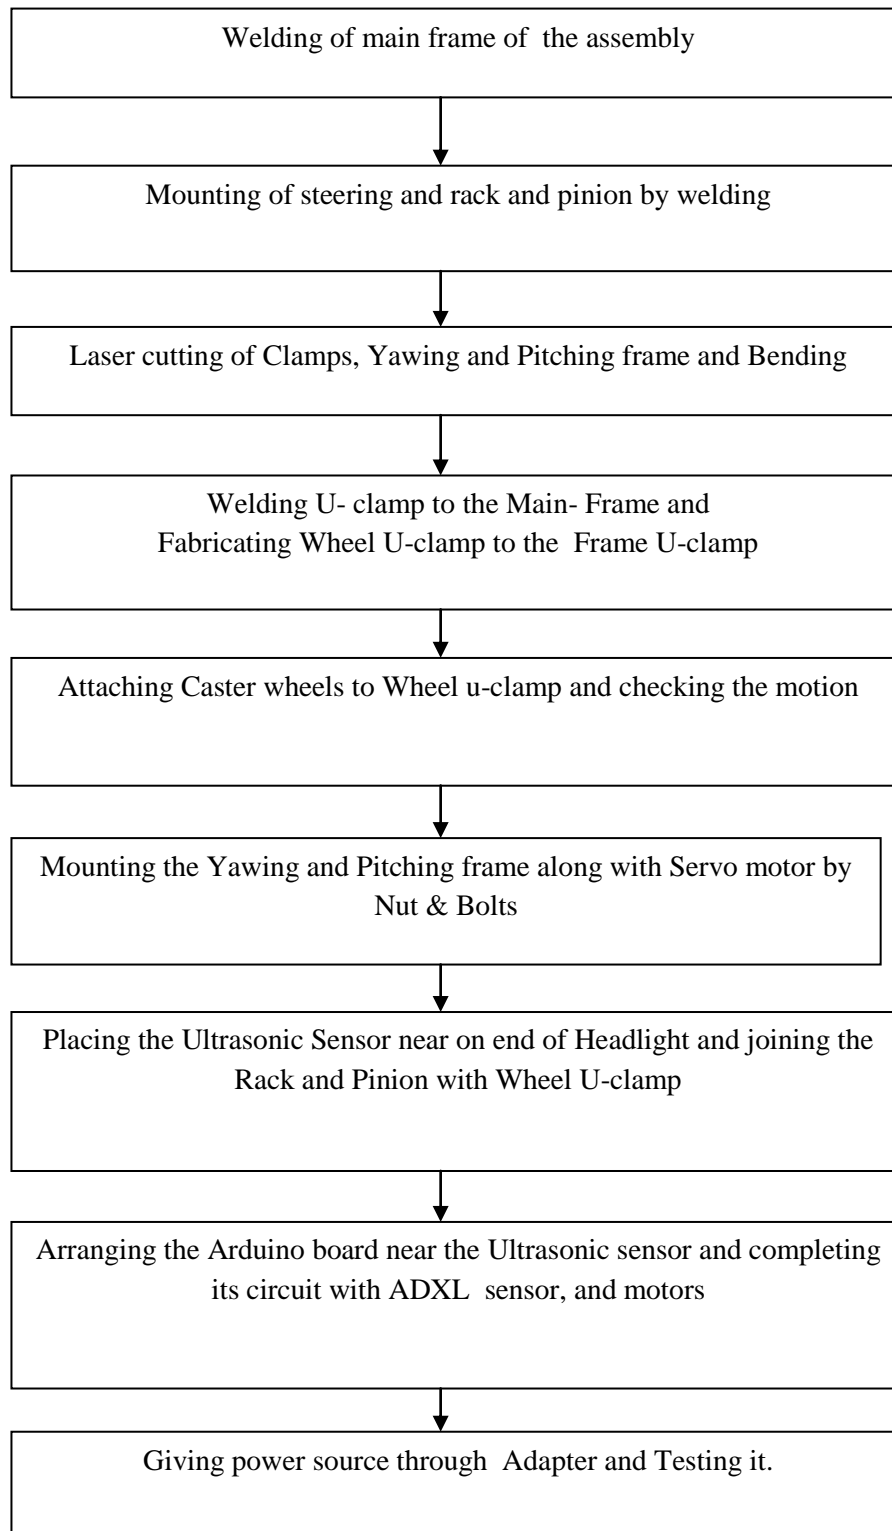 Welding of main frame of  the assembly
Mounting of steering and rack and pinion by welding
Laser cutting of Clamps, Yawing and Pitching frame and Bending
Welding U- clamp to the Main- Frame and
Fabricating Wheel U-clamp to the  Frame U-clamp
Attaching Caster wheels to Wheel u-clamp and checking the motion
Mounting the Yawing and Pitching frame along with Servo motor by
Nut & Bolts
Placing the Ultrasonic Sensor near on end of Headlight and joining the
Rack and Pinion with Wheel U-clamp
Arranging the Arduino board near the Ultrasonic sensor and completing
its circuit with ADXL  sensor, and motors
Giving power source through  Adapter and Testing it.